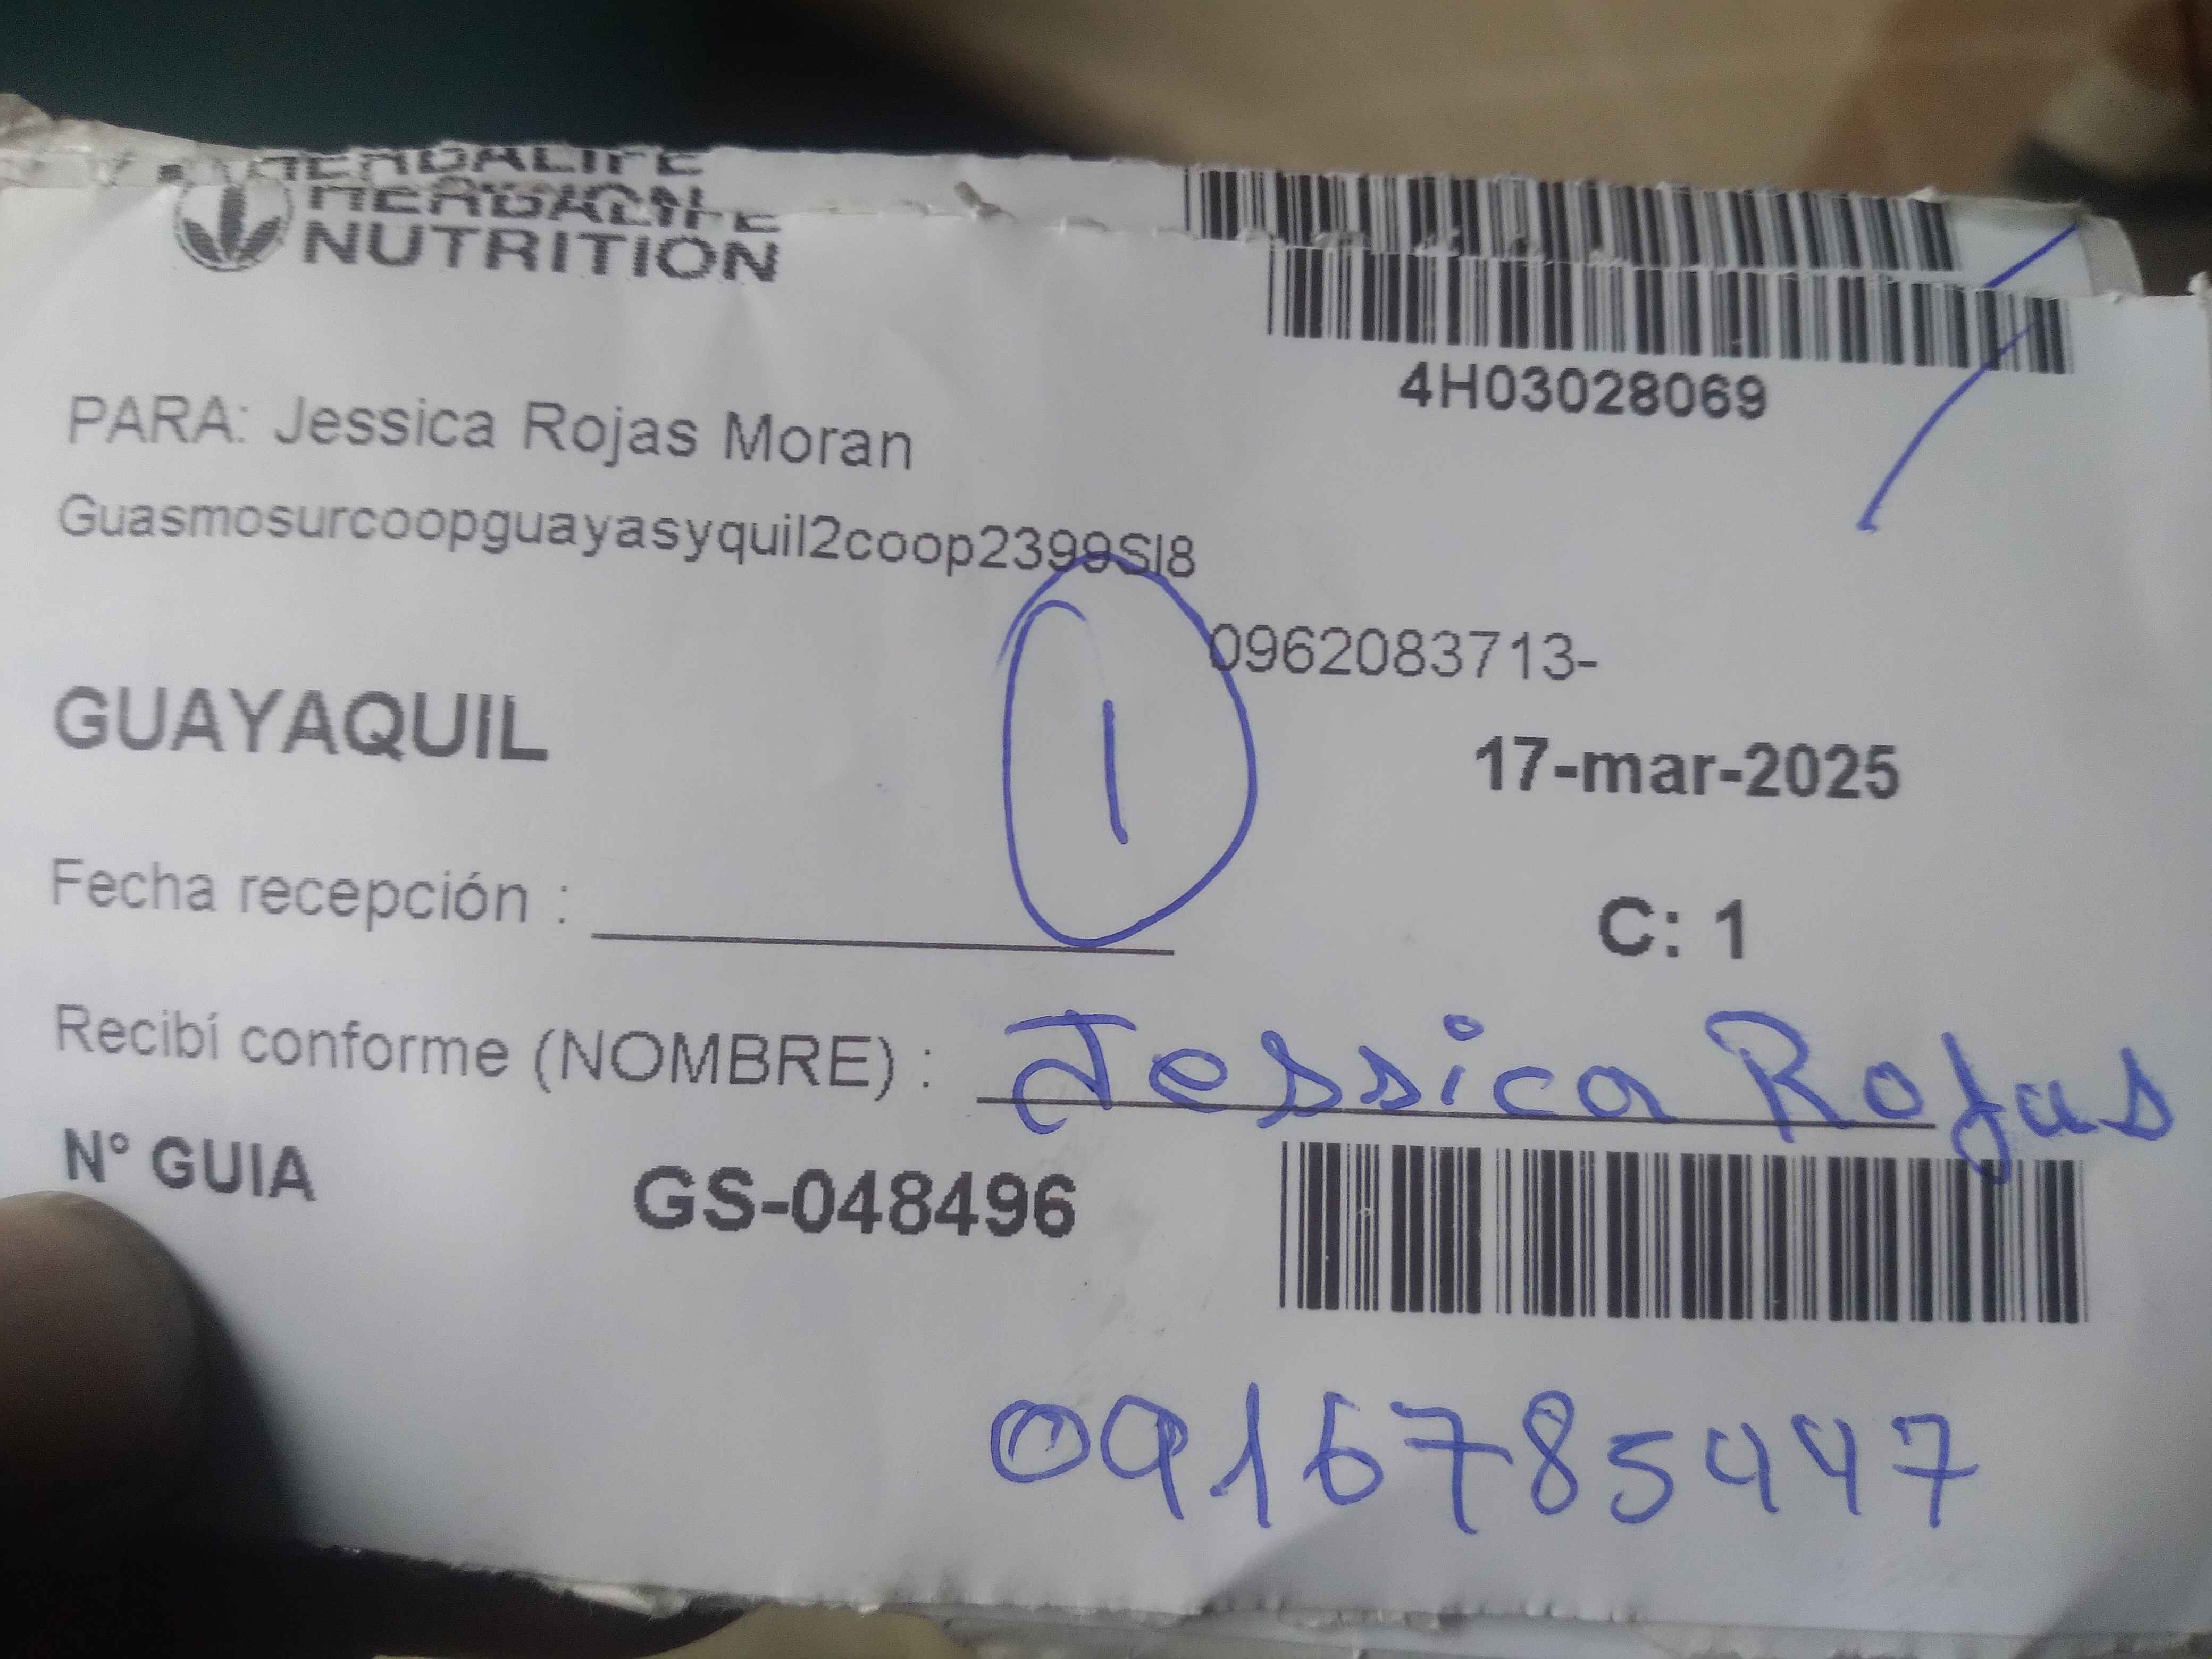 HERBALIFE
HERBALIFE
NUTRITION
4H03028069
PARA: Jessica Rojas Moran
Guasmosurcoopguayasyquil2coop2399Sl8
0962083713-
GUAYAQUIL
1
17-mar-2025
Fecha recepción :
C: 1
Recibí conforme (NOMBRE) : Jessica Rojas
N° GUIA GS-048496
0916785447